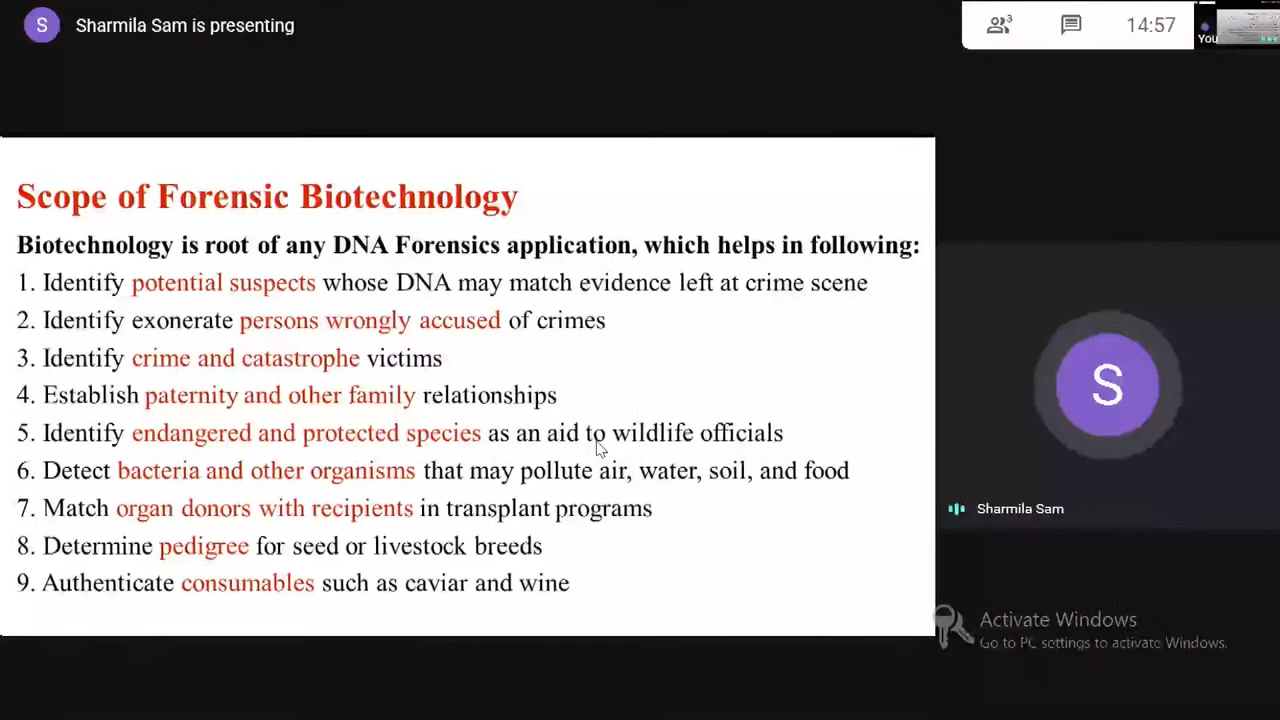 S
Sharmila Sam is presenting
3
14:57
You
Scope of Forensic Biotechnology
Biotechnology is root of any DNA Forensics application, which helps in following:
1. Identify potential suspects whose DNA may match evidence left at crime scene
2. Identify exonerate persons wrongly accused of crimes
3. Identify crime and catastrophe victims
4. Establish paternity and other family relationships
5. Identify endangered and protected species as an aid to wildlife officials
6. Detect bacteria and other organisms that may pollute air, water, soil, and food
7. Match organ donors with recipients in transplant programs
8. Determine pedigree for seed or livestock breeds
9. Authenticate consumables such as caviar and wine
S
Sharmila Sam
Activate Windows
Go to PC settings to activate Windows.